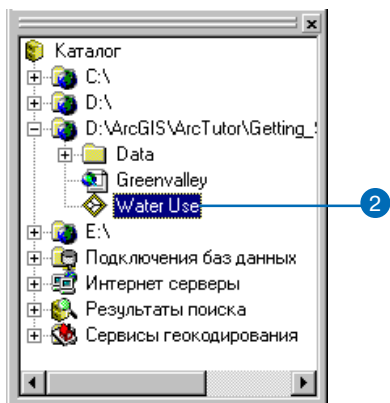 Каталог
C:\
D:\
D:\ArcGIS\ArcTutor\Getting_
Data
Greenvalley
Water Use
2
E:\
Подключения баз данных
Интернет серверы
Результаты поиска
Сервисы геокодирования